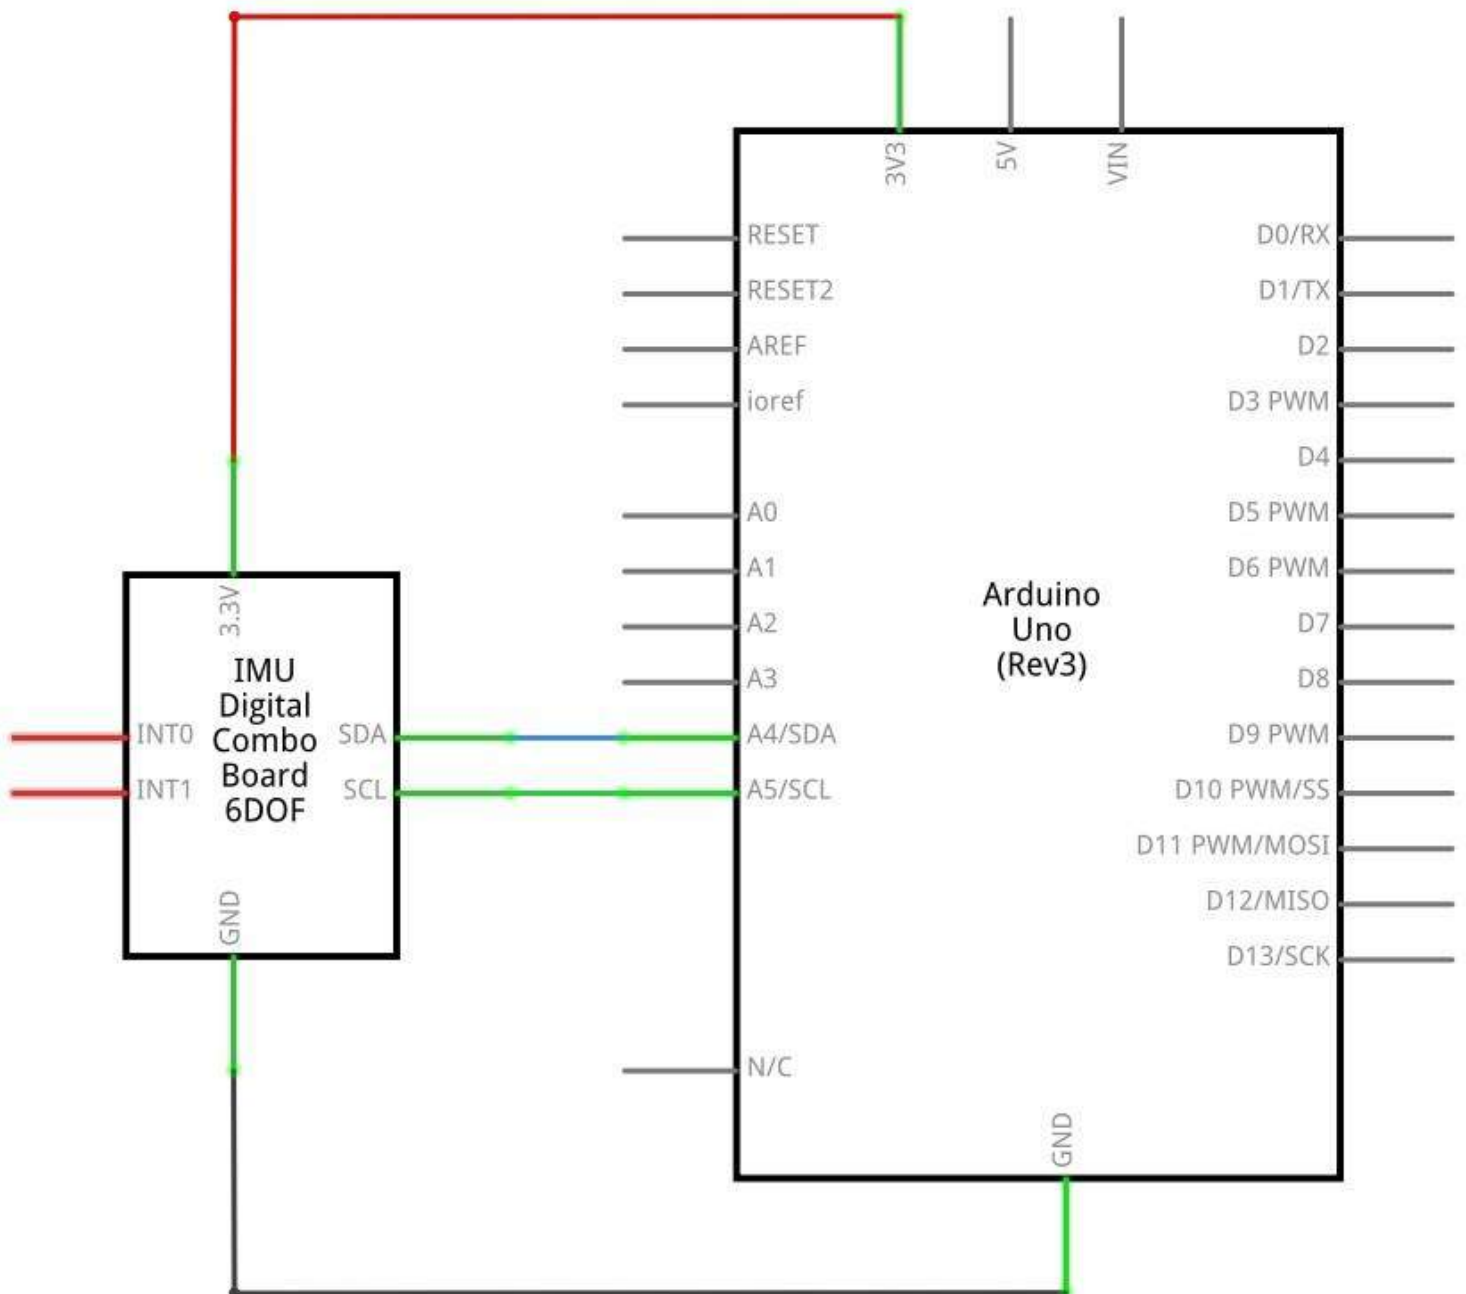 3V3
5V
VIN
RESET
D0/RX
RESET2
D1/TX
AREF
D2
ioref
D3 PWM
D4
A0
D5 PWM
A1
D6 PWM
Arduino
Uno
(Rev3)
A2
D7
A3
D8
A4/SDA
D9 PWM
A5/SCL
D10 PWM/SS
D11 PWM/MOSI
D12/MISO
D13/SCK
N/C
GND
3.3V
IMU
Digital
Combo
Board
6DOF
INT0
SDA
INT1
SCL
GND